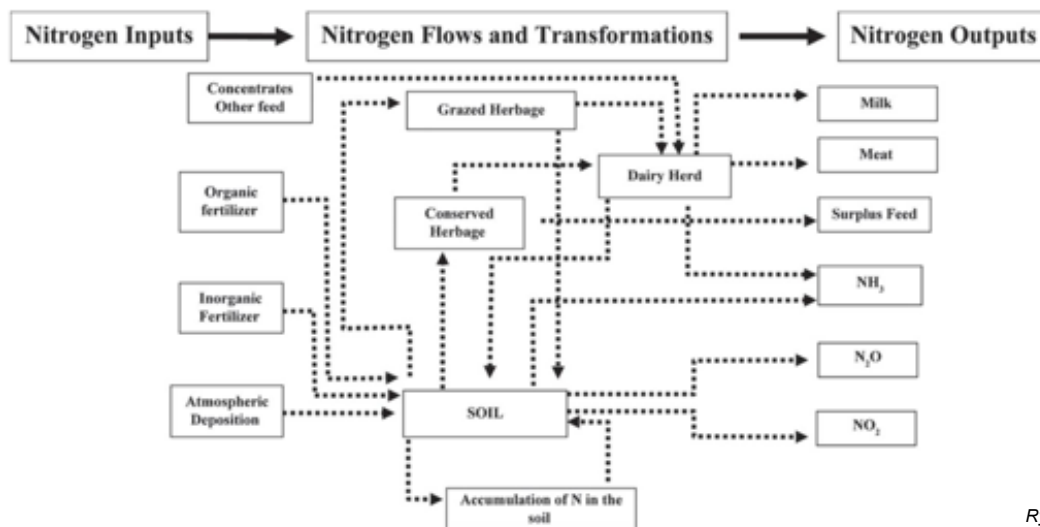 Nitrogen Inputs
Nitrogen Flows and Transformations
Nitrogen Outputs
Concentrates
Other feed
Grazed Herbage
Milk
Dairy Herd
Meat
Organic
fertilizer
Conserved
Herbage
Surplus Feed
Inorganic
Fertilizer
NH₃
N₂O
Atmospheric
Deposition
SOIL
NO₂
Accumulation of N in the
soil